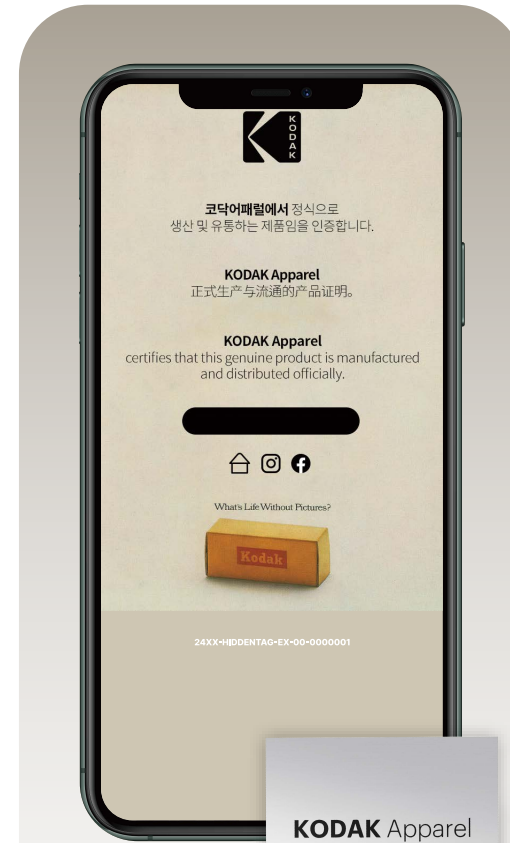 KODAK
코닥어패럴에서 정식으로
생산 및 유통하는 제품임을 인증합니다.
KODAK Apparel
正式生产与流通的产品证明。
KODAK Apparel
certifies that this genuine product is manufactured
and distributed officially.
What's Life Without Pictures?
Kodak
24XX-HIDDENTAG-EX-00-0000001
KODAK Apparel